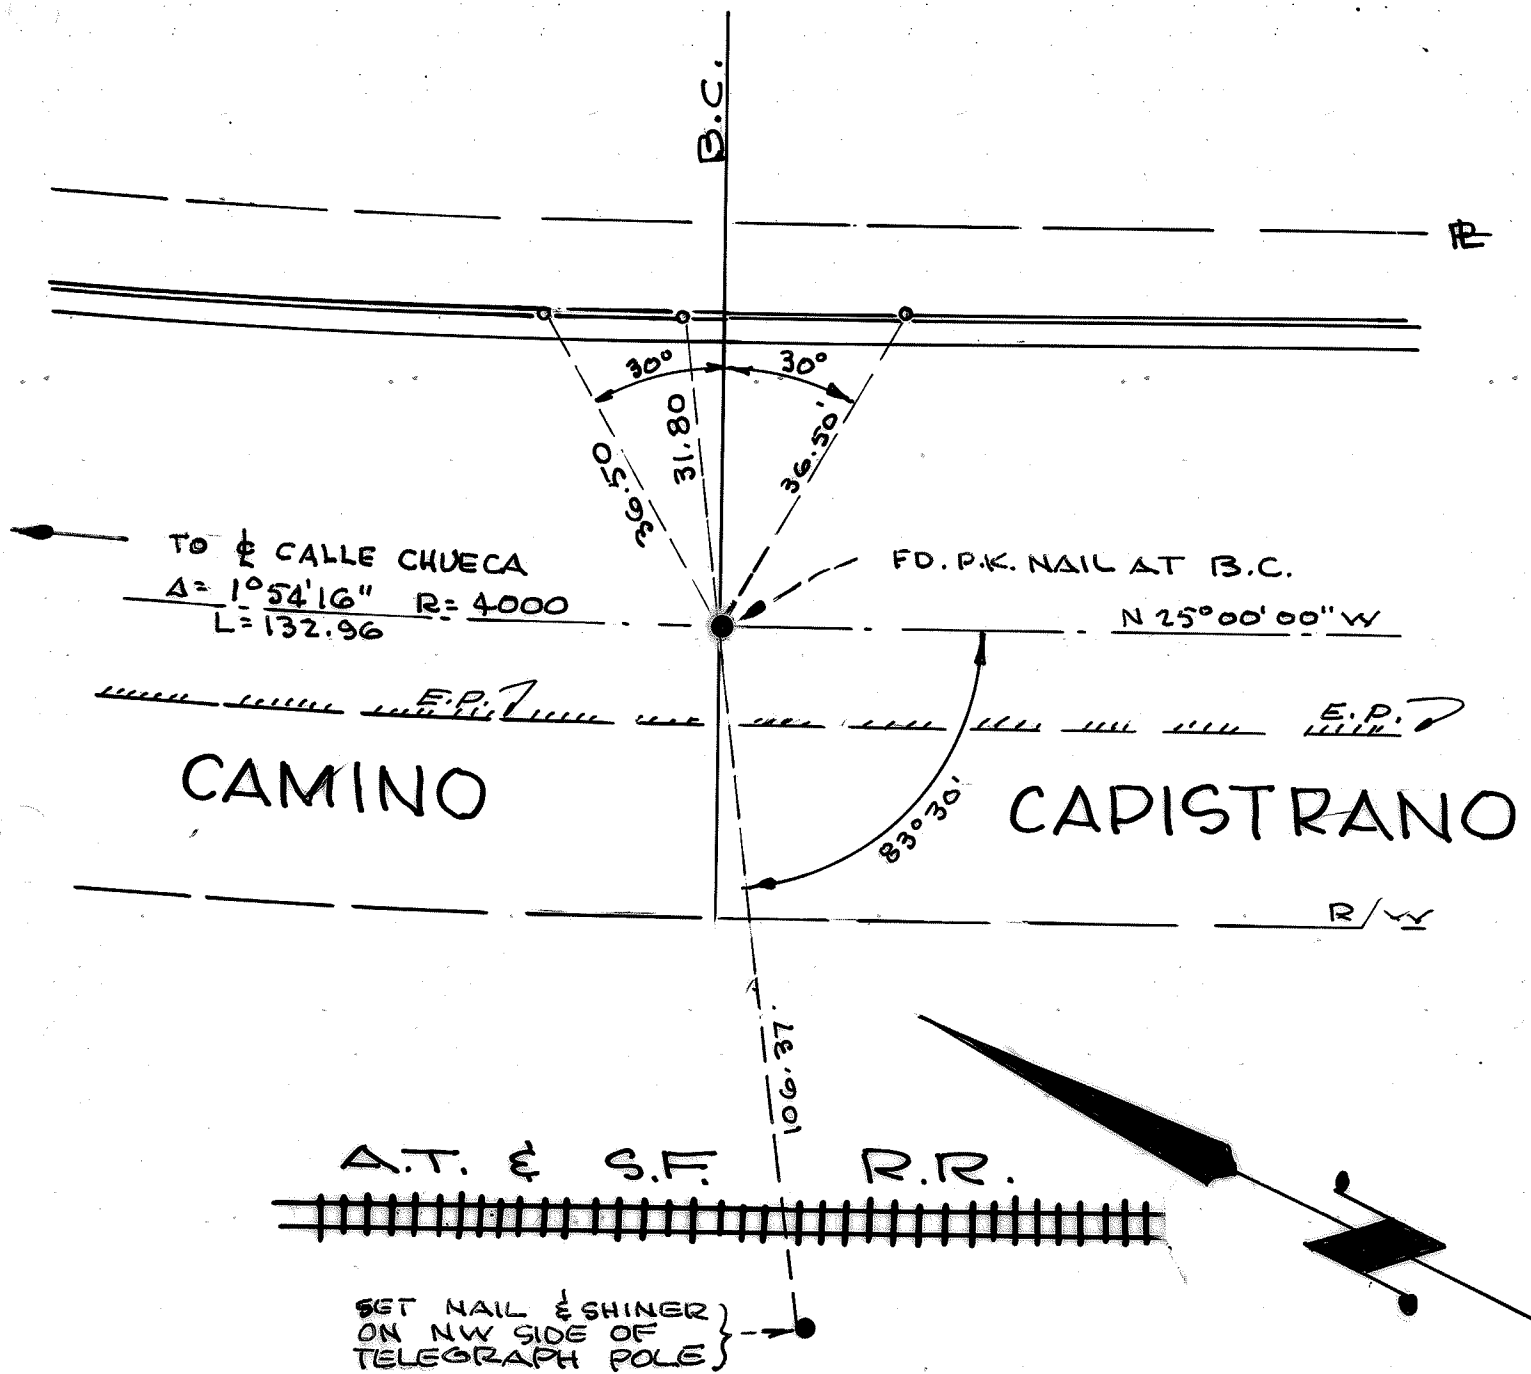 B.C.
PL
30°
30°
36.50
31.80
36.50'
TO ℄ CALLE CHUECA
Δ= 1°54'16" R= 4000
L= 132.96
FD. P.K. NAIL AT B.C.
N 25°00'00" W
E.P.
E.P.
CAMINO
CAPISTRANO
83°30'
R/W
106.37
A.T. & S.F. R.R.
SET NAIL & SHINER
ON NW SIDE OF
TELEGRAPH POLE